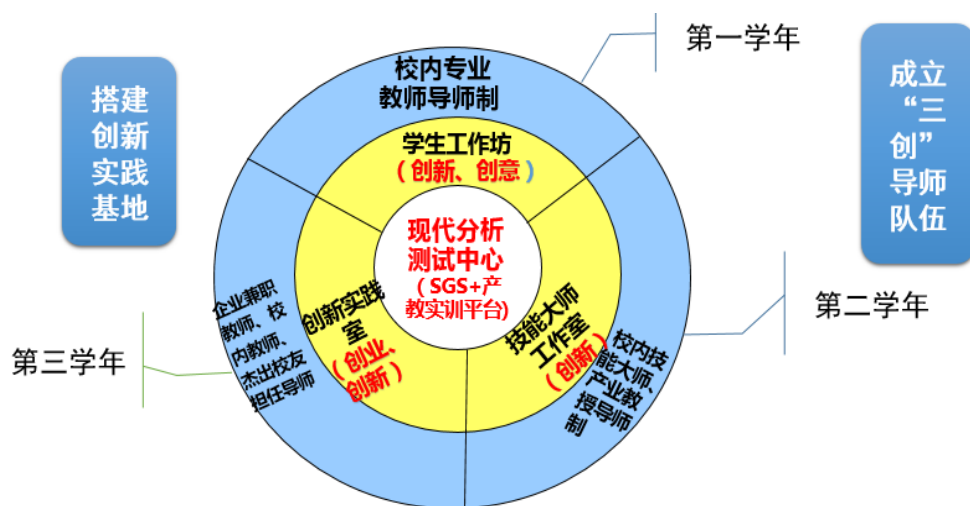 搭建
创新
实践
基地
成立
“三
创”
导师
队伍
第一学年
第二学年
第三学年
校内专业
教师导师制
学生工作坊
（创新、创意）
现代分析
测试中心
（SGS+产
教实训平台)
创新实践
室
（创业、
创新）
技能大师
工作室
（创新）
企业兼职
教师、校
内教师、
杰出校友
担任导师
校内技
能大师、
产业教
授导师
制